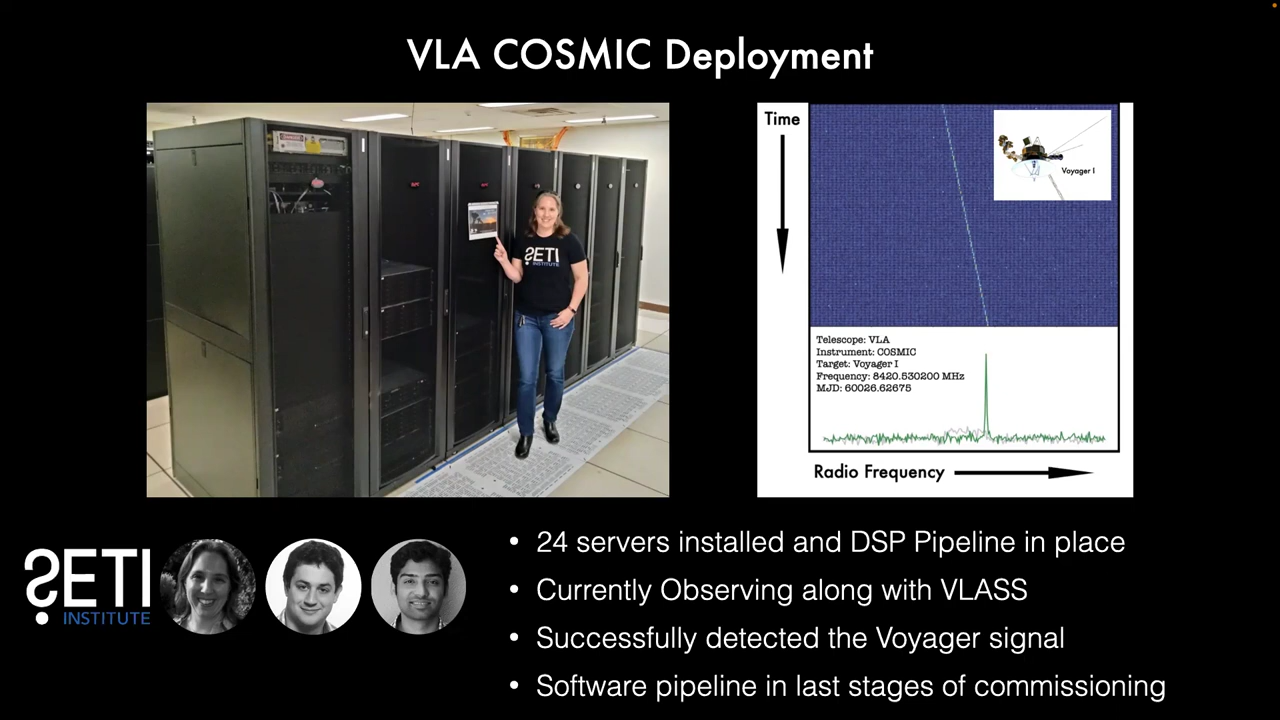 VLA COSMIC Deployment
SETI
INSTITUTE
Time
Voyager I
Telescope: VLA
Instrument: COSMIC
Target: Voyager I
Frequency: 8420.530200 MHz
MJD: 60026.62675
Radio Frequency
SETI
INSTITUTE
• 24 servers installed and DSP Pipeline in place
• Currently Observing along with VLASS
• Successfully detected the Voyager signal
• Software pipeline in last stages of commissioning